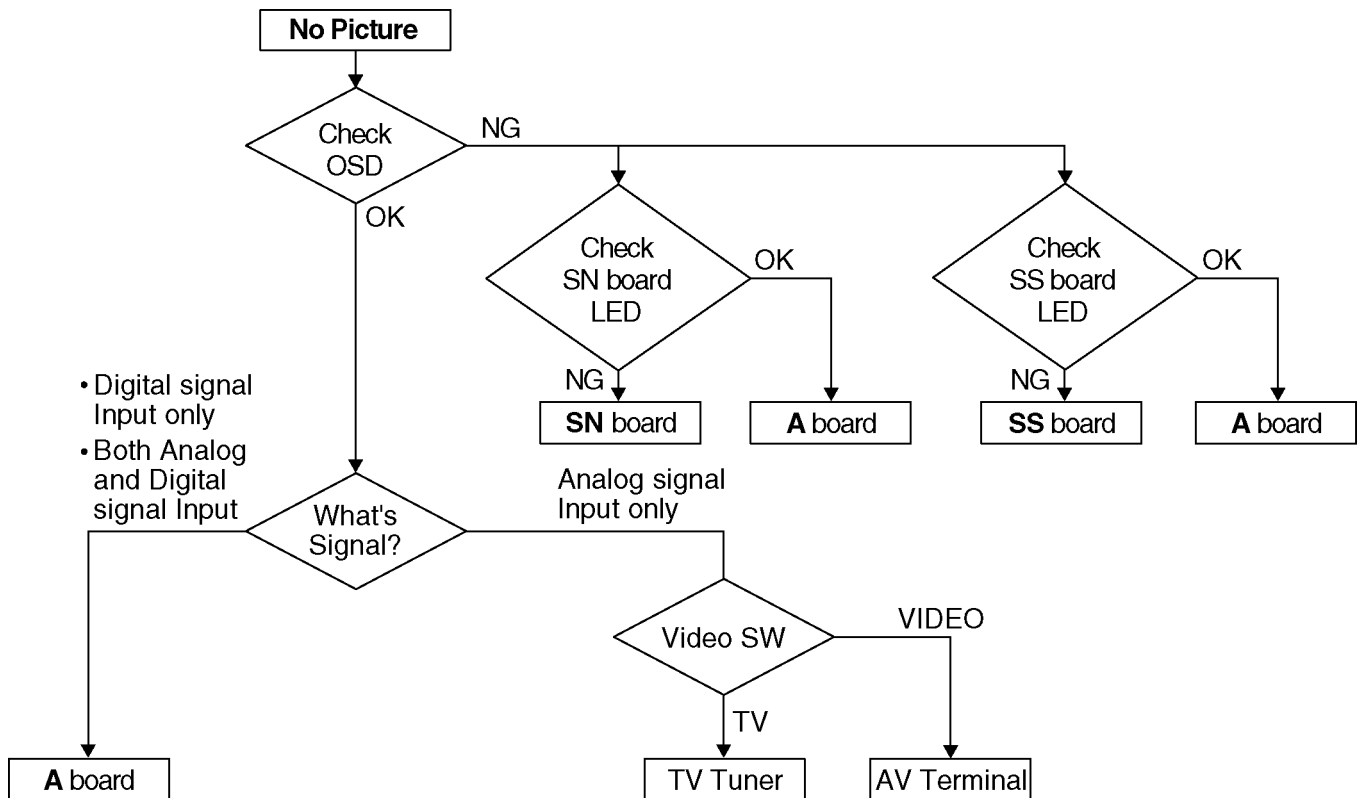 No Picture
Check
OSD
NG
OK
Check
SN board
LED
OK
NG
SN board
A board
Check
SS board
LED
OK
NG
SS board
A board
• Digital signal
Input only
• Both Analog
and Digital
signal Input
What's
Signal?
Analog signal
Input only
Video SW
VIDEO
TV
A board
TV Tuner
AV Terminal